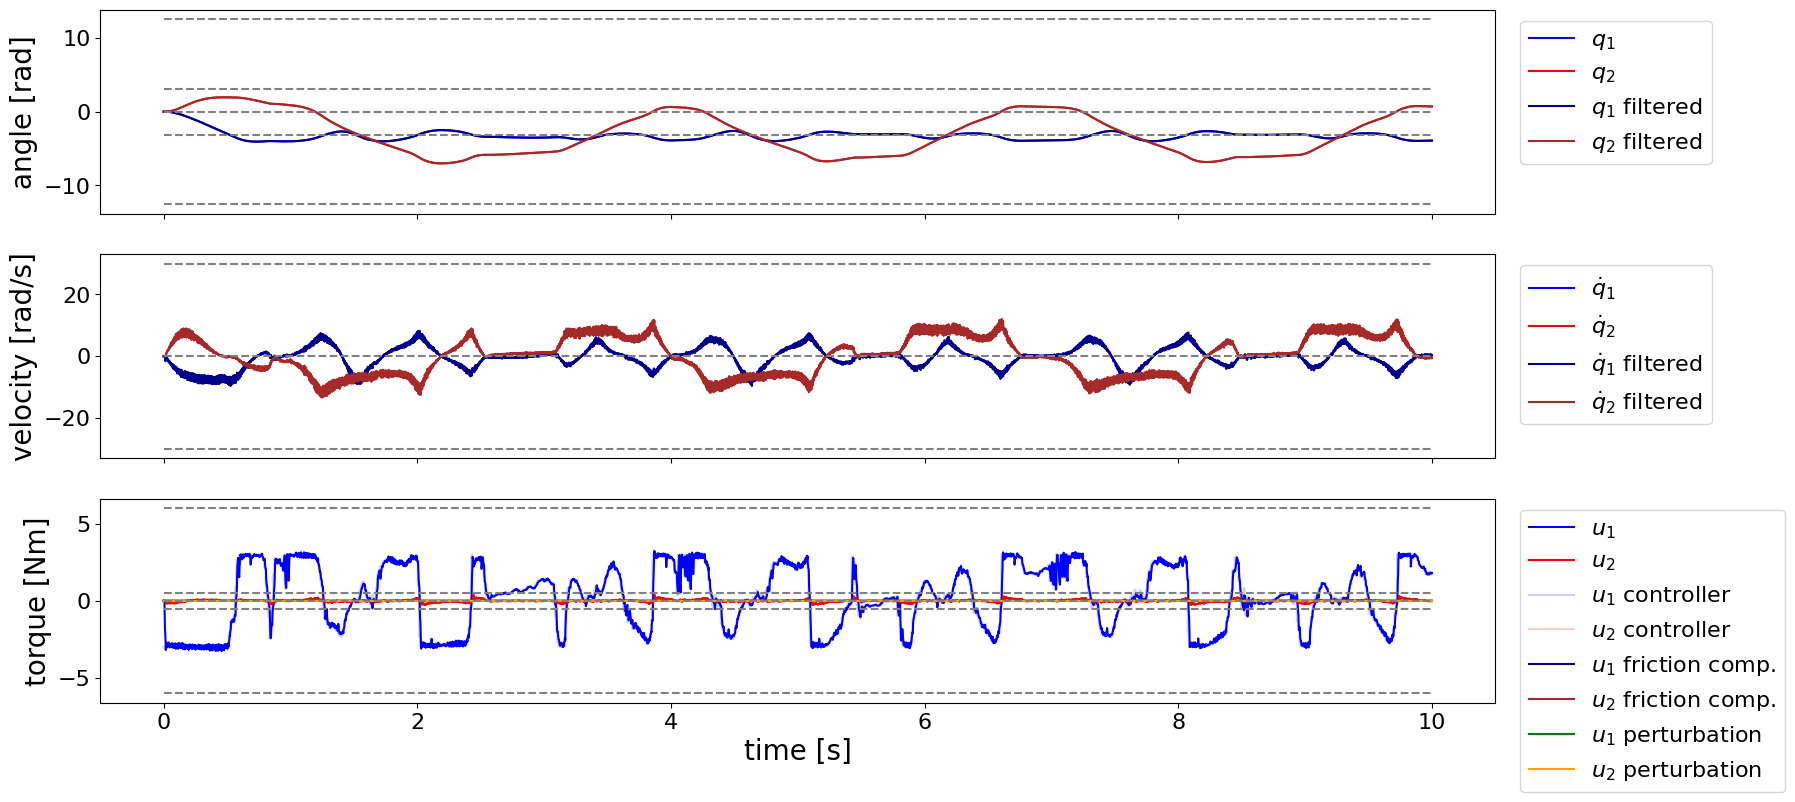 angle [rad]
10
0
−10
q₁
q₂
q₁ filtered
q₂ filtered
velocity [rad/s]
20
0
−20
q̇₁
q̇₂
q̇₁ filtered
q̇₂ filtered
torque [Nm]
5
0
−5
0 2 4 6 8 10
time [s]
u₁
u₂
u₁ controller
u₂ controller
u₁ friction comp.
u₂ friction comp.
u₁ perturbation
u₂ perturbation